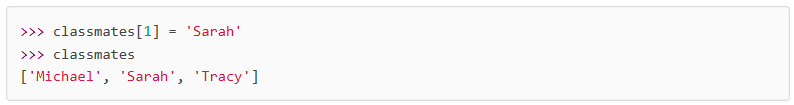 >>> classmates[1] = 'Sarah'
>>> classmates
['Michael', 'Sarah', 'Tracy']